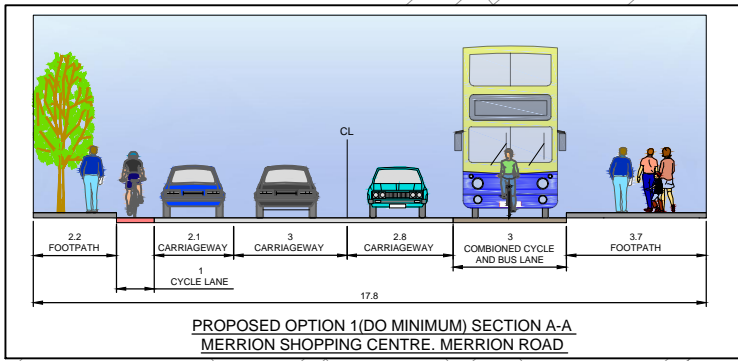 CL
2.2
FOOTPATH
1
CYCLE LANE
2.1
CARRIAGEWAY
3
CARRIAGEWAY
2.8
CARRIAGEWAY
3
COMBIONED CYCLE
AND BUS LANE
3.7
FOOTPATH
17.8
PROPOSED OPTION 1(DO MINIMUM) SECTION A-A
MERRION SHOPPING CENTRE. MERRION ROAD